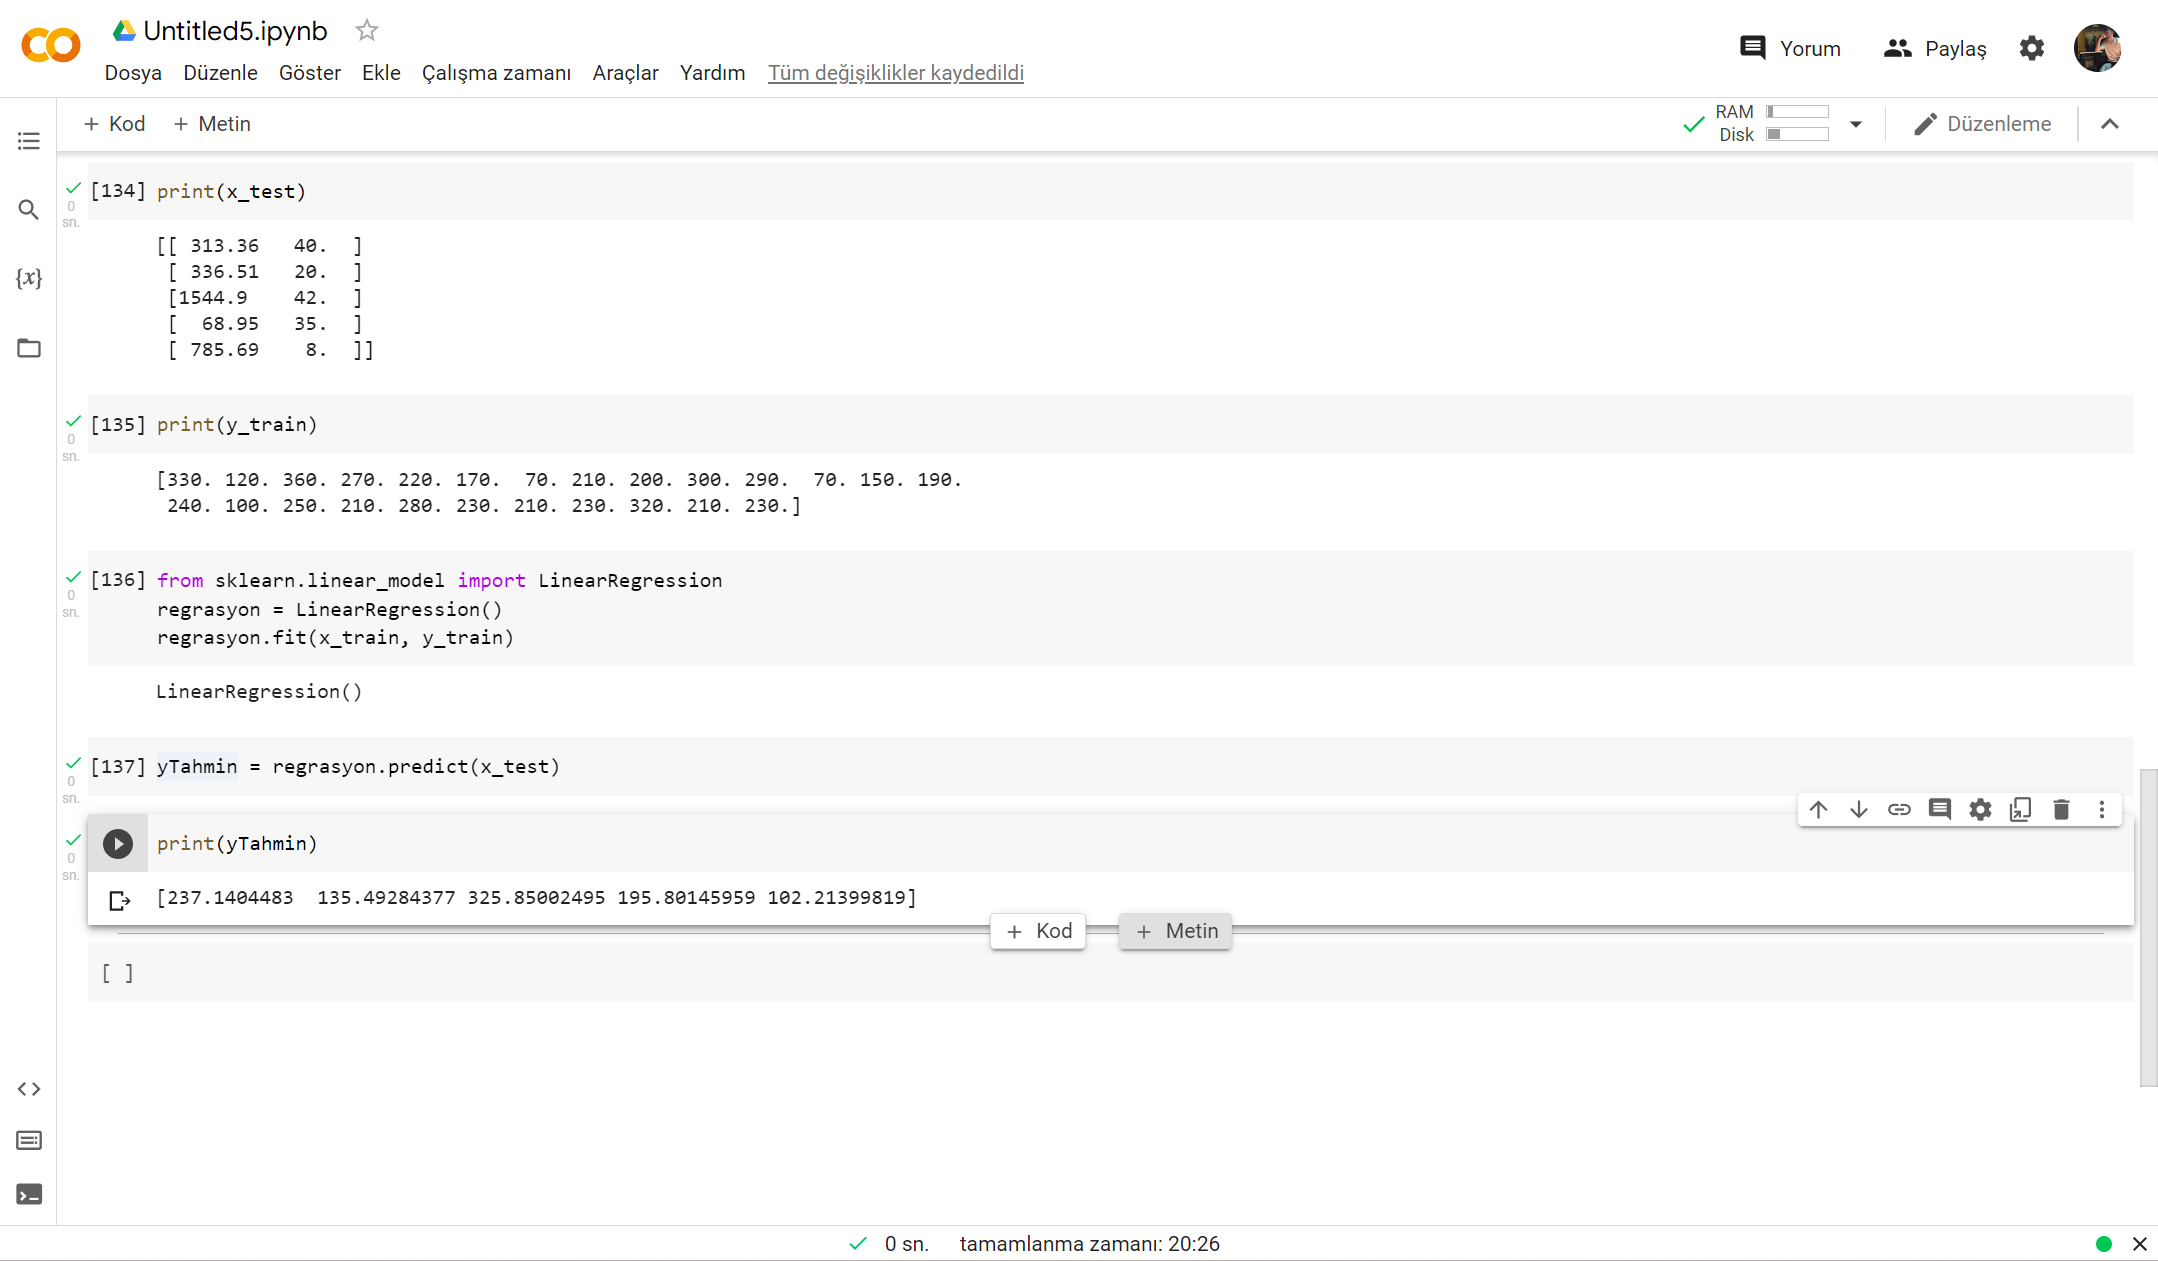 Untitled5.ipynb
Dosya Düzenle Göster Ekle Çalışma zamanı Araçlar Yardım Tüm değişiklikler kaydedildi
Yorum Paylaş
+ Kod + Metin
RAM
Disk
Düzenleme
{x}
[134] print(x_test)
0
sn.
[[ 313.36   40.  ]
[ 336.51   20.  ]
[1544.9    42.  ]
[  68.95   35.  ]
[ 785.69    8.  ]]
[135] print(y_train)
0
sn.
[330. 120. 360. 270. 220. 170.  70. 210. 200. 300. 290.  70. 150. 190.
240. 100. 250. 210. 280. 230. 210. 230. 320. 210. 230.]
[136] from sklearn.linear_model import LinearRegression
0
sn.
regrasyon = LinearRegression()
regrasyon.fit(x_train, y_train)
LinearRegression()
[137] yTahmin = regrasyon.predict(x_test)
0
sn.
print(yTahmin)
0
sn.
[237.1404483  135.49284377 325.85002495 195.80145959 102.21399819]
+ Kod + Metin
[ ]
0 sn. tamamlanma zamanı: 20:26